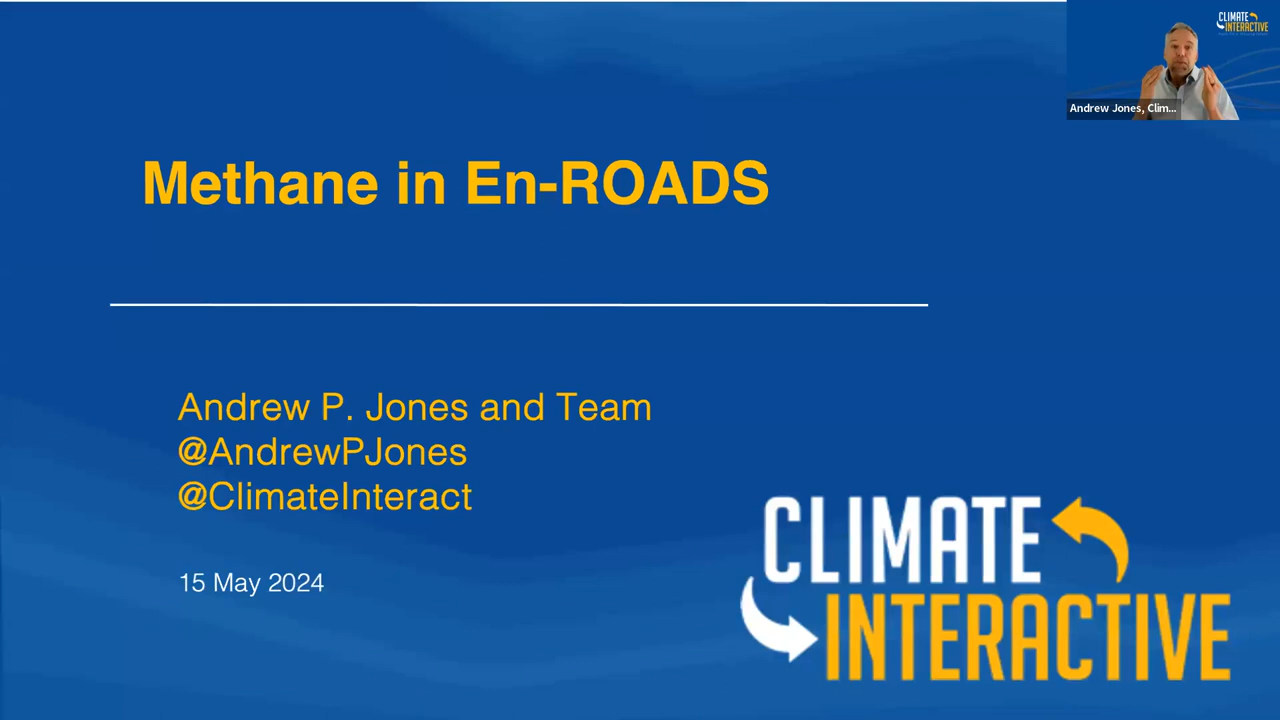 Methane in En-ROADS
Andrew P. Jones and Team
@AndrewPJones
@ClimateInteract
15 May 2024
CLIMATE
INTERACTIVE
CLIMATE
INTERACTIVE
Andrew Jones, Clim...